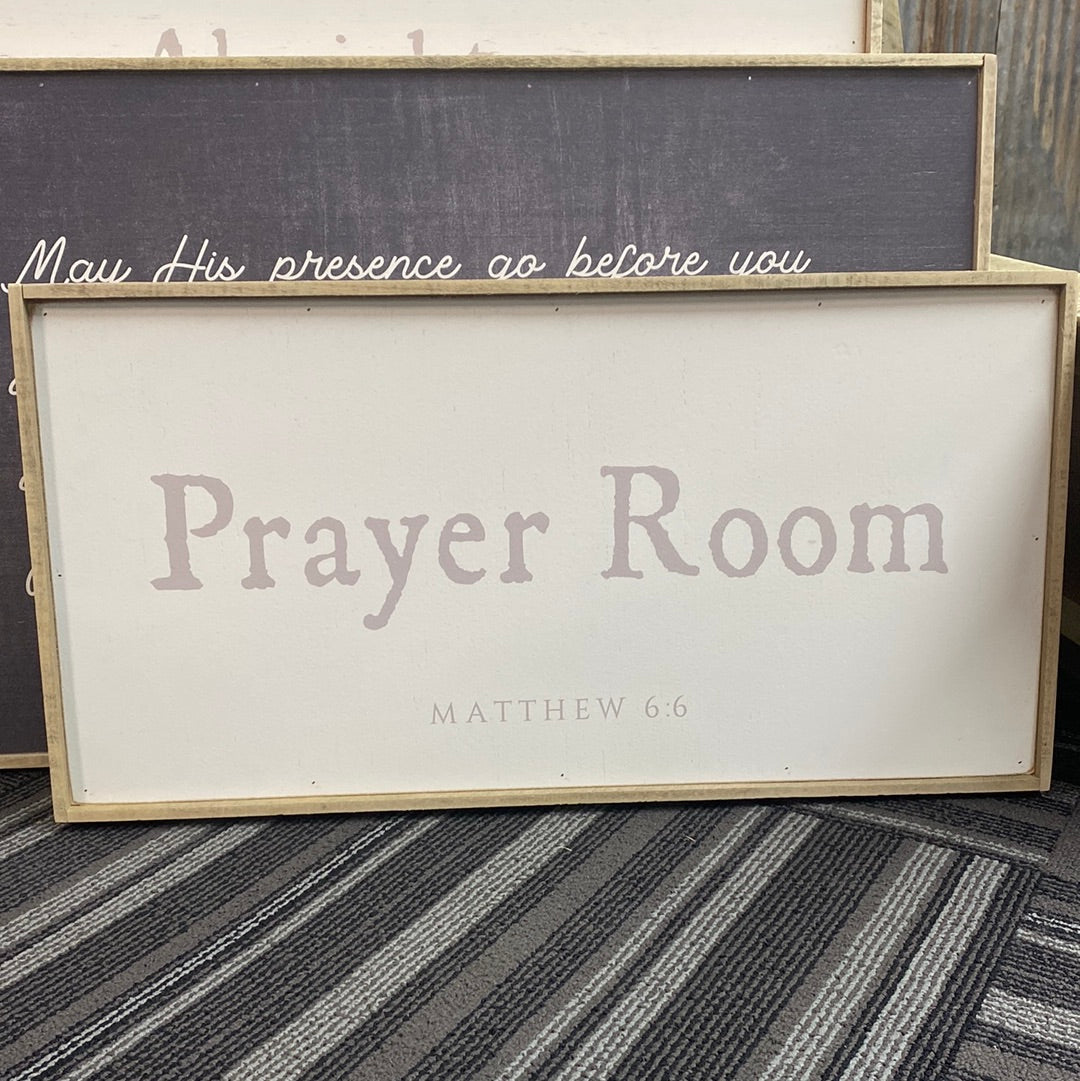 May His presence go before you
Prayer Room
MATTHEW 6:6